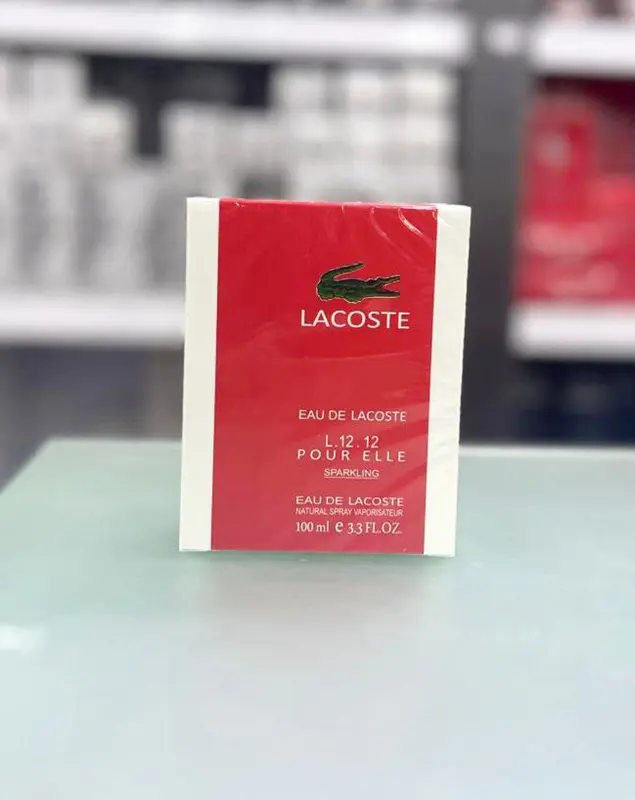 LACOSTE
EAU DE LACOSTE
L.12.12
POUR ELLE
SPARKLING
EAU DE LACOSTE
NATURAL SPRAY VAPORISATEUR
100 ml e 3.3 FL.OZ.